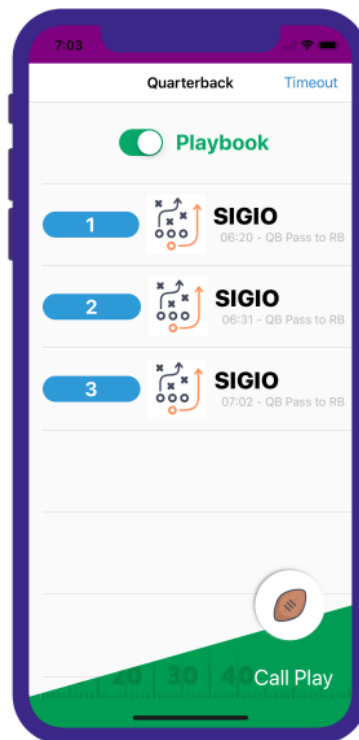 7:03
Quarterback Timeout
Playbook
1 SIGIO
06:20 - QB Pass to RB
2 SIGIO
06:31 - QB Pass to RB
3 SIGIO
07:02 - QB Pass to RB
20 30 40
Call Play